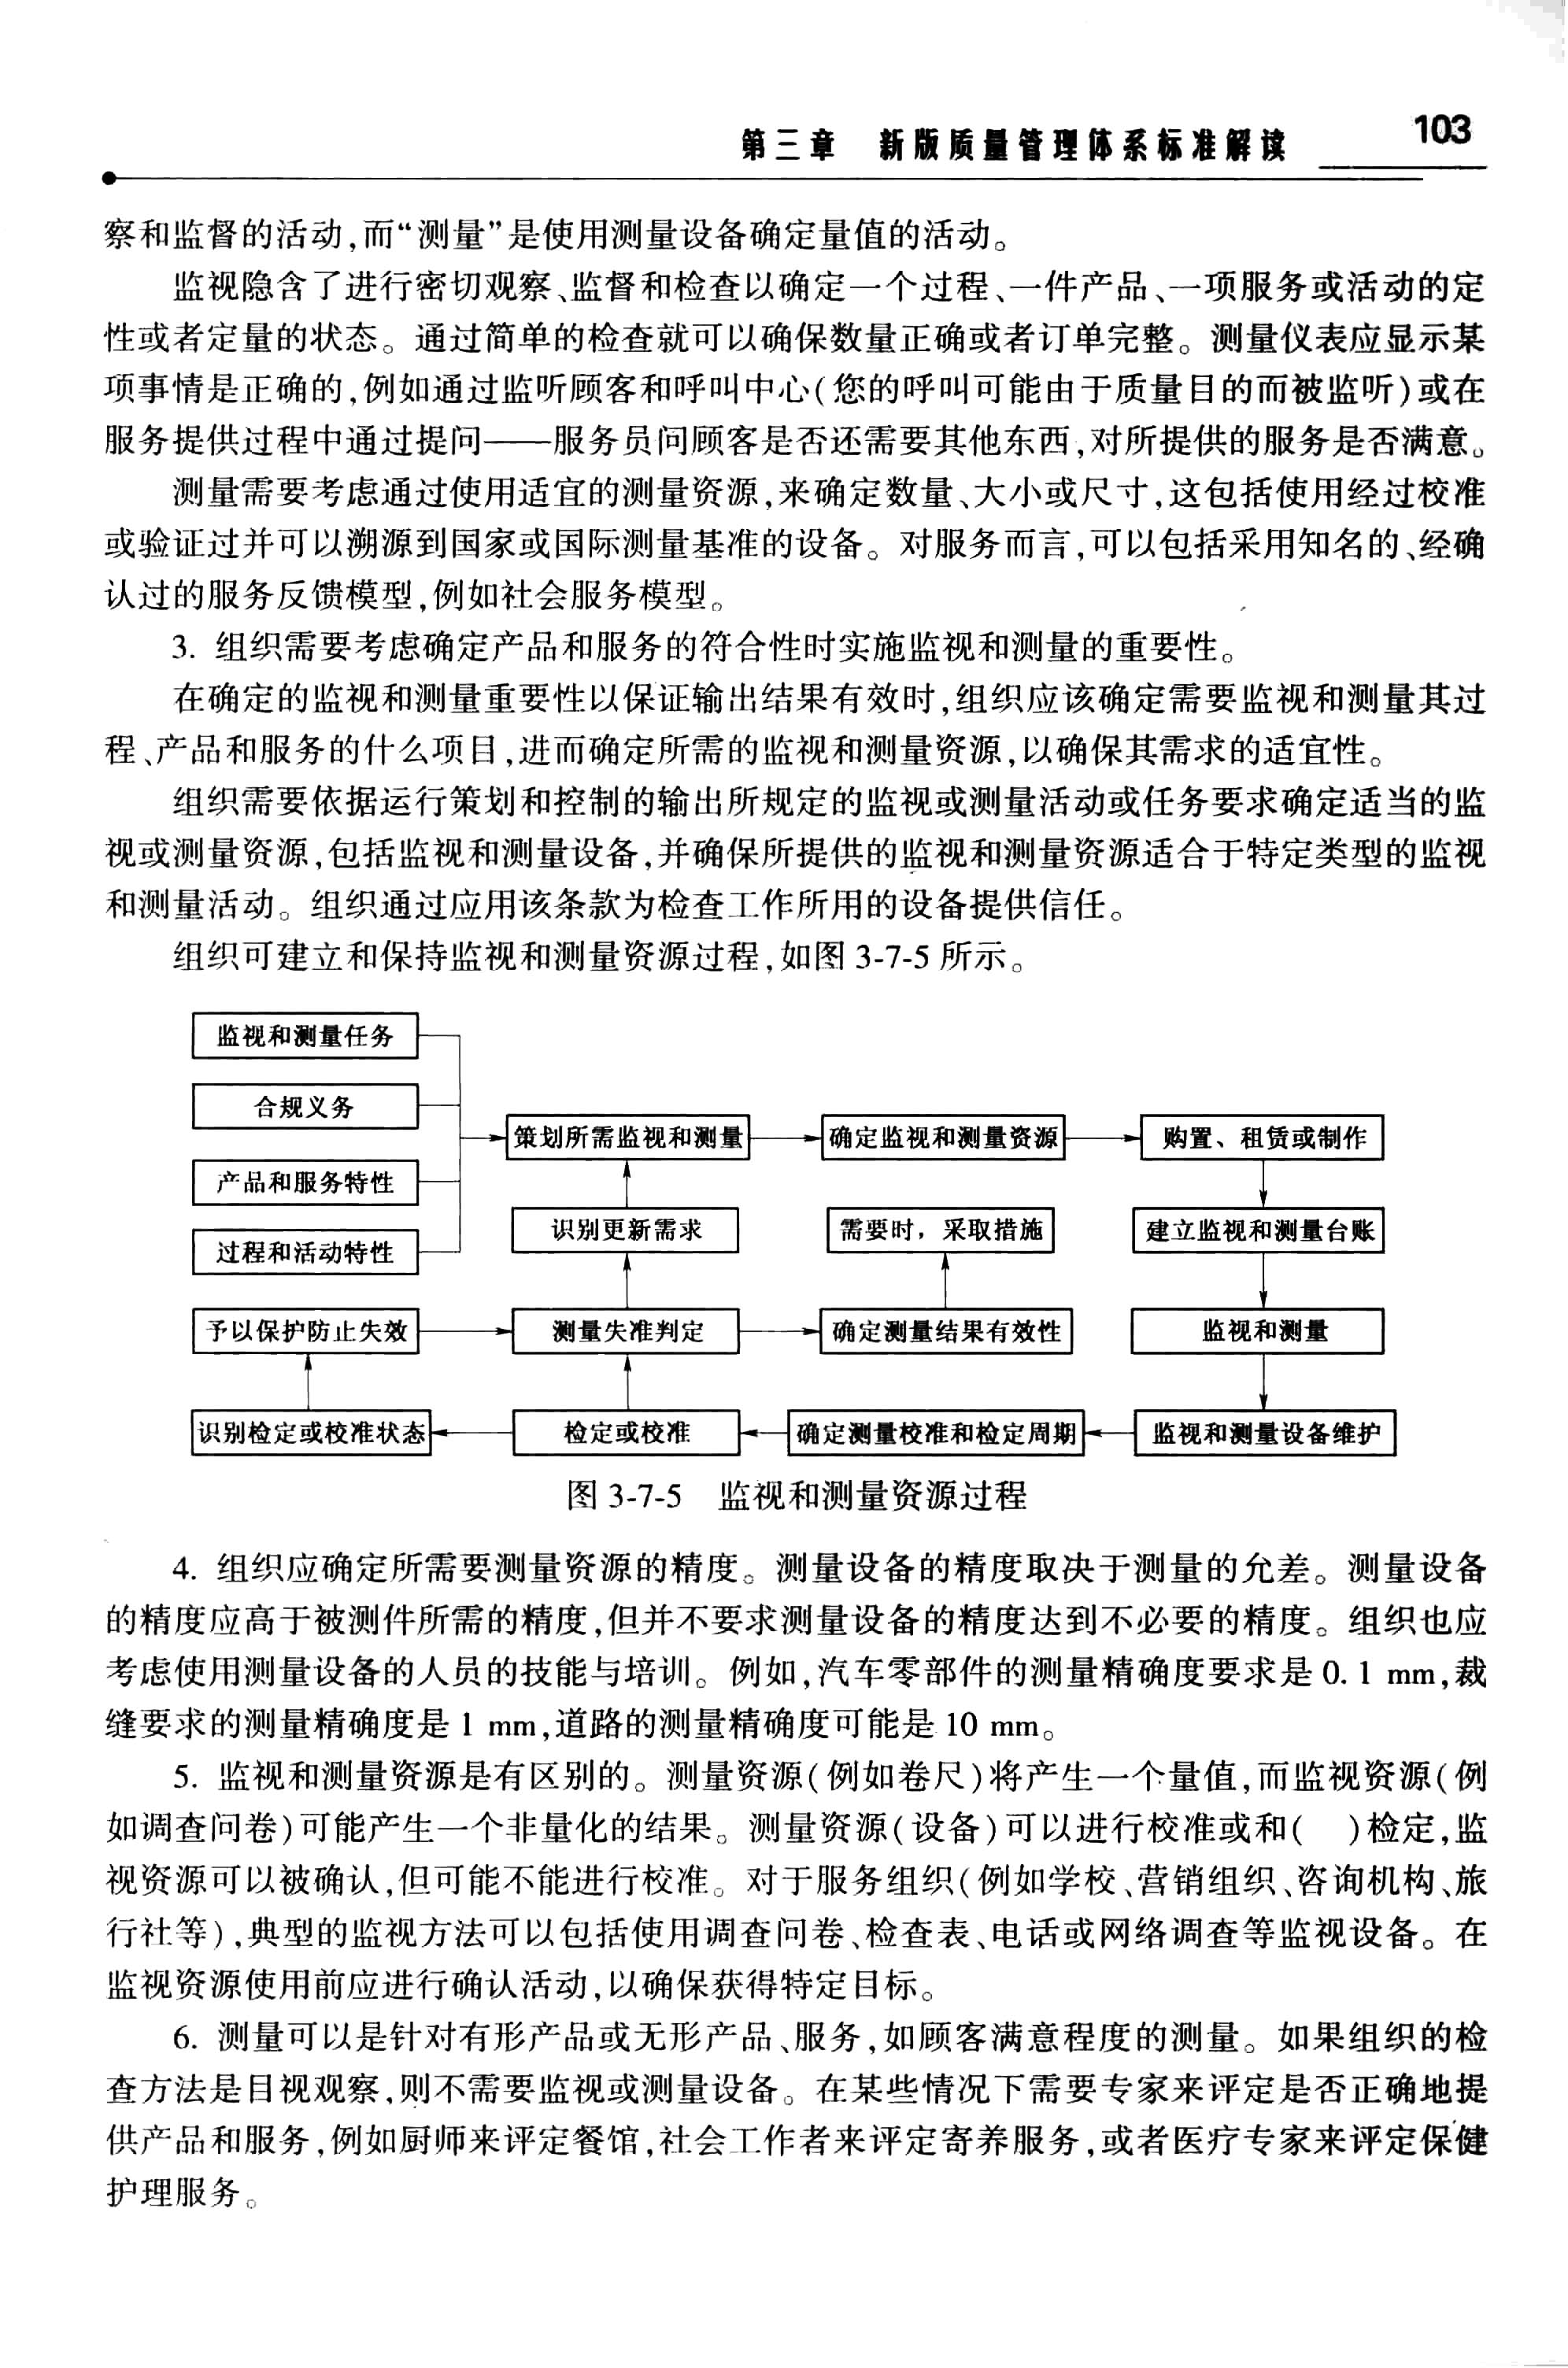 第三章 新版质量管理体系标准解读 103
察和监督的活动,而“测量”是使用测量设备确定量值的活动。
监视隐含了进行密切观察、监督和检查以确定一个过程、一件产品、一项服务或活动的定
性或者定量的状态。通过简单的检查就可以确保数量正确或者订单完整。测量仪表应显示某
项事情是正确的,例如通过监听顾客和呼叫中心(您的呼叫可能由于质量目的而被监听)或在
服务提供过程中通过提问——服务员问顾客是否还需要其他东西,对所提供的服务是否满意。
测量需要考虑通过使用适宜的测量资源,来确定数量、大小或尺寸,这包括使用经过校准
或验证过并可以溯源到国家或国际测量基准的设备。对服务而言,可以包括采用知名的、经确
认过的服务反馈模型,例如社会服务模型。
3. 组织需要考虑确定产品和服务的符合性时实施监视和测量的重要性。
在确定的监视和测量重要性以保证输出结果有效时,组织应该确定需要监视和测量其过
程、产品和服务的什么项目,进而确定所需的监视和测量资源,以确保其需求的适宜性。
组织需要依据运行策划和控制的输出所规定的监视或测量活动或任务要求确定适当的监
视或测量资源,包括监视和测量设备,并确保所提供的监视和测量资源适合于特定类型的监视
和测量活动。组织通过应用该条款为检查工作所用的设备提供信任。
组织可建立和保持监视和测量资源过程,如图 3-7-5 所示。
监视和测量任务
合规义务
产品和服务特性
过程和活动特性
策划所需监视和测量
确定监视和测量资源
购置、租赁或制作
识别更新需求
需要时，采取措施
建立监视和测量台账
予以保护防止失效
测量失准判定
确定测量结果有效性
监视和测量
识别检定或校准状态
检定或校准
确定测量校准和检定周期
监视和测量设备维护
图 3-7-5 监视和测量资源过程
4. 组织应确定所需要测量资源的精度。测量设备的精度取决于测量的允差。测量设备
的精度应高于被测件所需的精度,但并不要求测量设备的精度达到不必要的精度。组织也应
考虑使用测量设备的人员的技能与培训。例如,汽车零部件的测量精确度要求是 0.1 mm,裁
缝要求的测量精确度是 1 mm,道路的测量精确度可能是 10 mm。
5. 监视和测量资源是有区别的。测量资源(例如卷尺)将产生一个量值,而监视资源(例
如调查问卷)可能产生一个非量化的结果。测量资源(设备)可以进行校准或和( )检定,监
视资源可以被确认,但可能不能进行校准。对于服务组织(例如学校、营销组织、咨询机构、旅
行社等),典型的监视方法可以包括使用调查问卷、检查表、电话或网络调查等监视设备。在
监视资源使用前应进行确认活动,以确保获得特定目标。
6. 测量可以是针对有形产品或无形产品、服务,如顾客满意程度的测量。如果组织的检
查方法是目视观察,则不需要监视或测量设备。在某些情况下需要专家来评定是否正确地提
供产品和服务,例如厨师来评定餐馆,社会工作者来评定寄养服务,或者医疗专家来评定保健
护理服务。